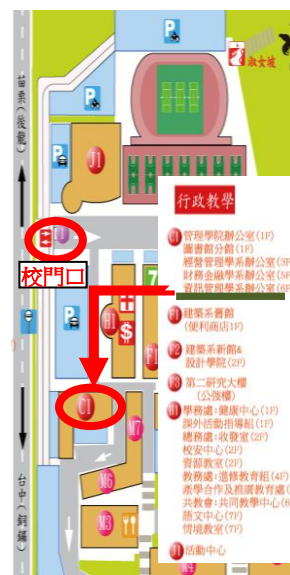 P
P
淑女坡
苗栗(後龍)
P
J1
校門口
行政教學
管理學院辦公室(1F)
圖書館分館(1F)
經營管理學系辦公室(3F
財務金融學系辦公室(5F
資訊管理學系辦公室(6F
P
H1
$
F1
7
F1 建築系舊館
(便利商店1F)
F2 建築系新館&
設計學院(2F)
F3 第二研究大樓
(公弢樓)
H1 學務處:健康中心(1F)
課外活動指導組(1F)
總務處:收發室(2F)
校安中心(2F)
資源教室(2F)
教務處:進修教育組(4F)
產學合作及推廣教育處(
共教會:共同教學中心(6
語文中心(7F)
情境教室(7F)
J1 活動中心
C1
M7
M6
M3
台中(銅鑼)